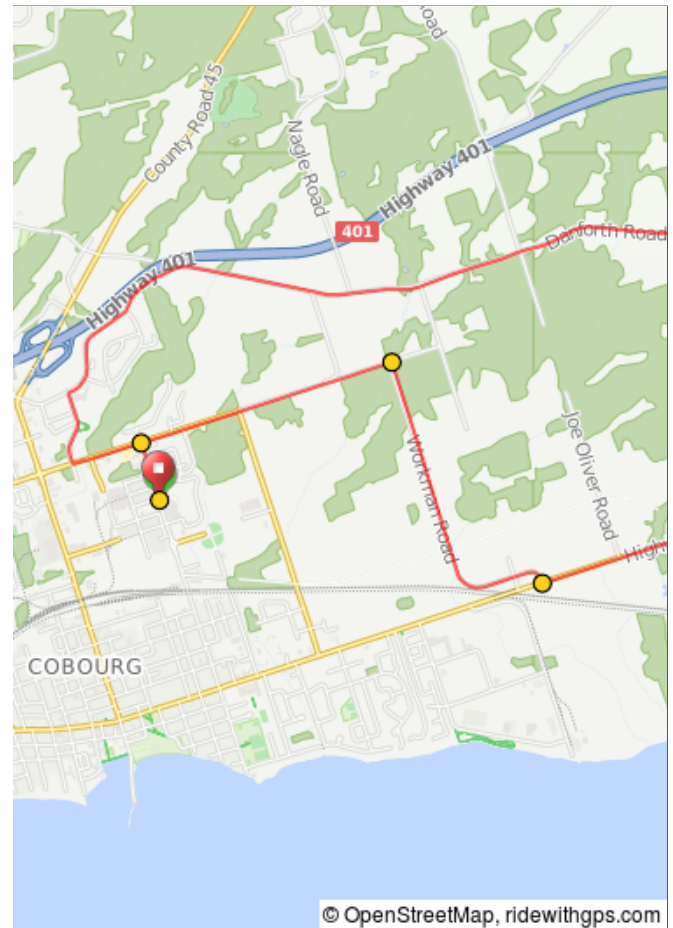 Road
County Road 45
Nagle Road
Highway 401
401
Highway 401
Danforth Road
Joe Oliver Road
Workman Road
High
COBOURG
© OpenStreetMap, ridewithgps.com